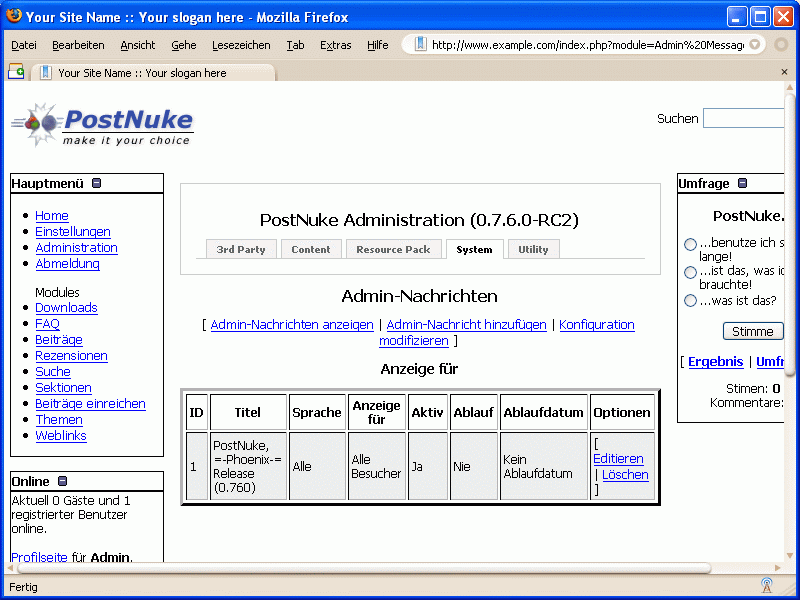 Your Site Name :: Your slogan here - Mozilla Firefox
Datei Bearbeiten Ansicht Gehe Lesezeichen Tab Extras Hilfe http://www.example.com/index.php?module=Admin%20Messag
Your Site Name :: Your slogan here
PostNuke
make it your choice
Suchen
Hauptmenü
Home
Einstellungen
Administration
Abmeldung
Modules
Downloads
FAQ
Beiträge
Rezensionen
Suche
Sektionen
Beiträge einreichen
Themen
Weblinks
Online
Aktuell 0 Gäste und 1
registrierter Benutzer
online.
Profilseite für Admin.
PostNuke Administration (0.7.6.0-RC2)
3rd Party Content Resource Pack System Utility
Admin-Nachrichten
[ Admin-Nachrichten anzeigen | Admin-Nachricht hinzufügen | Konfiguration
modifizieren ]
Anzeige für
ID Titel Sprache Anzeige für Aktiv Ablauf Ablaufdatum Optionen
1
PostNuke,
=-Phoenix-=
Release
(0.760)
Alle
Alle
Besucher
Ja
Nie
Kein
Ablaufdatum
[
Editieren
| Löschen
]
Umfrage
PostNuke.
...benutze ich s
lange!
...ist das, was ic
brauchte!
...was ist das?
Stimme
[ Ergebnis | Umfr
Stimen: 0
Kommentare:
Fertig